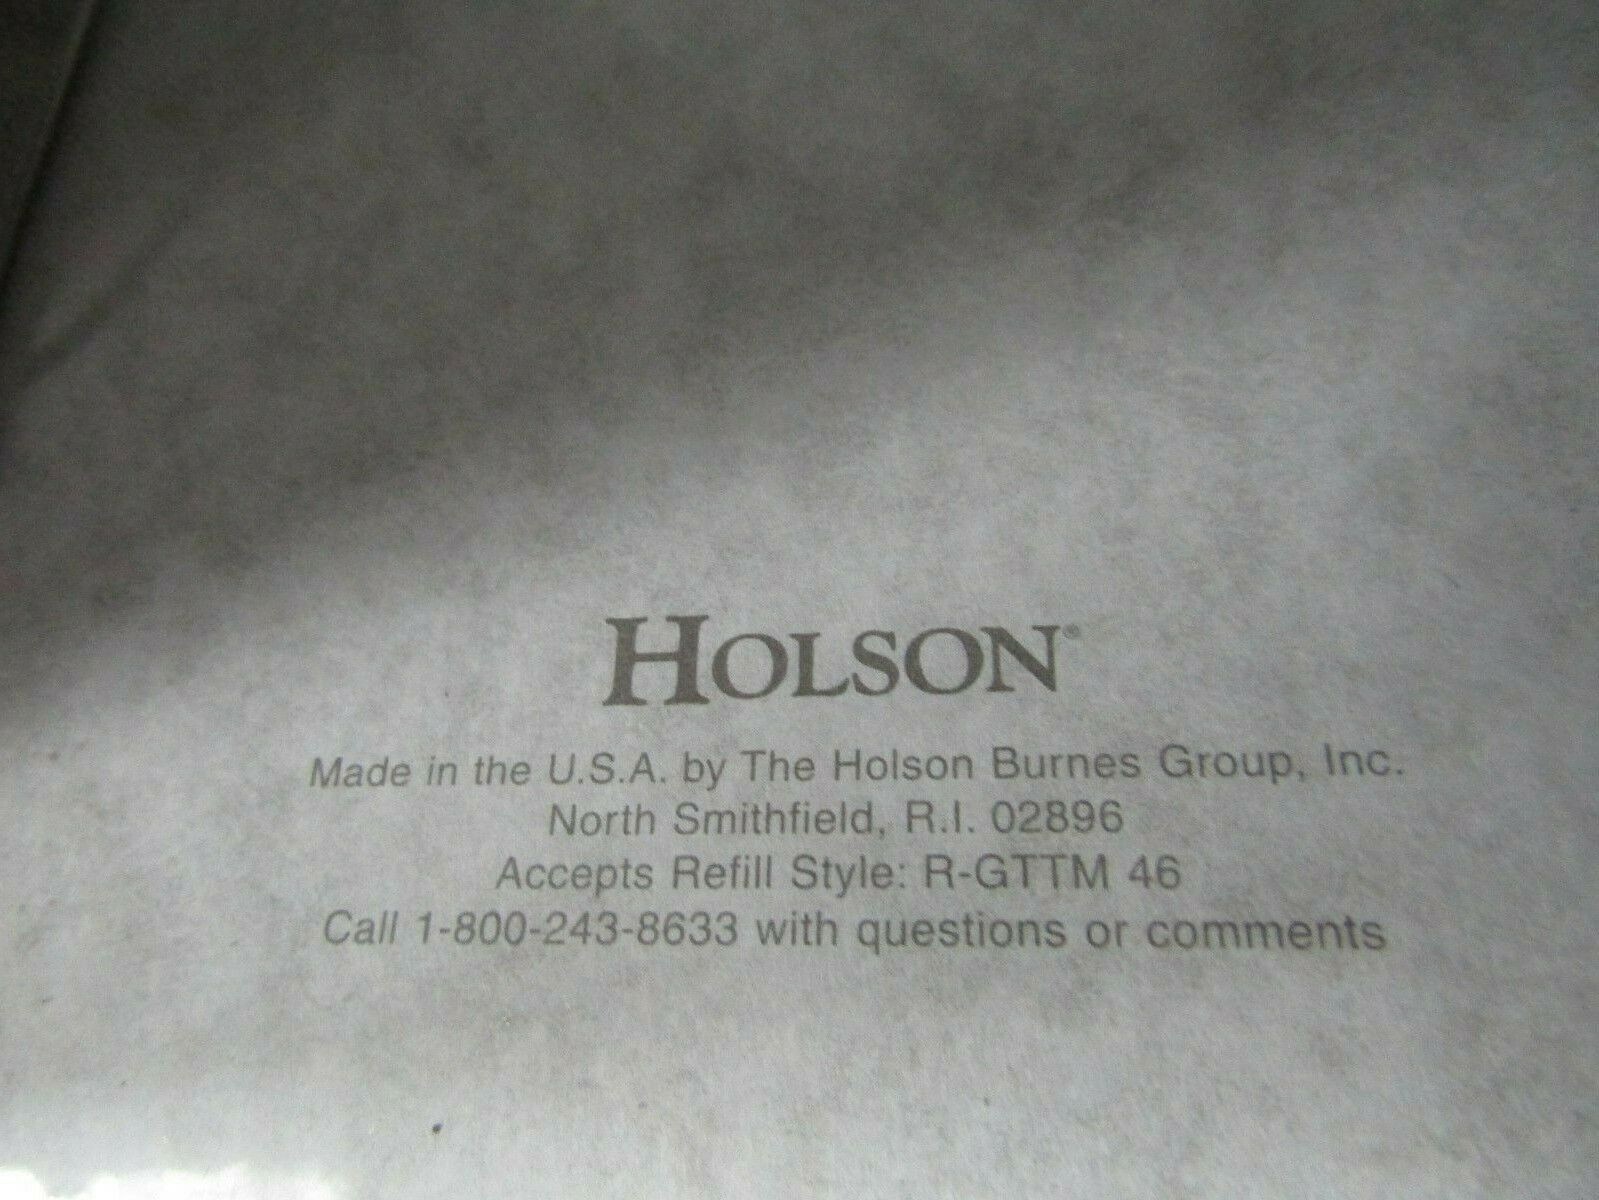 HOLSON®
Made in the U.S.A. by The Holson Burnes Group, Inc.
North Smithfield, R.I. 02896
Accepts Refill Style: R-GTTM 46
Call 1-800-243-8633 with questions or comments